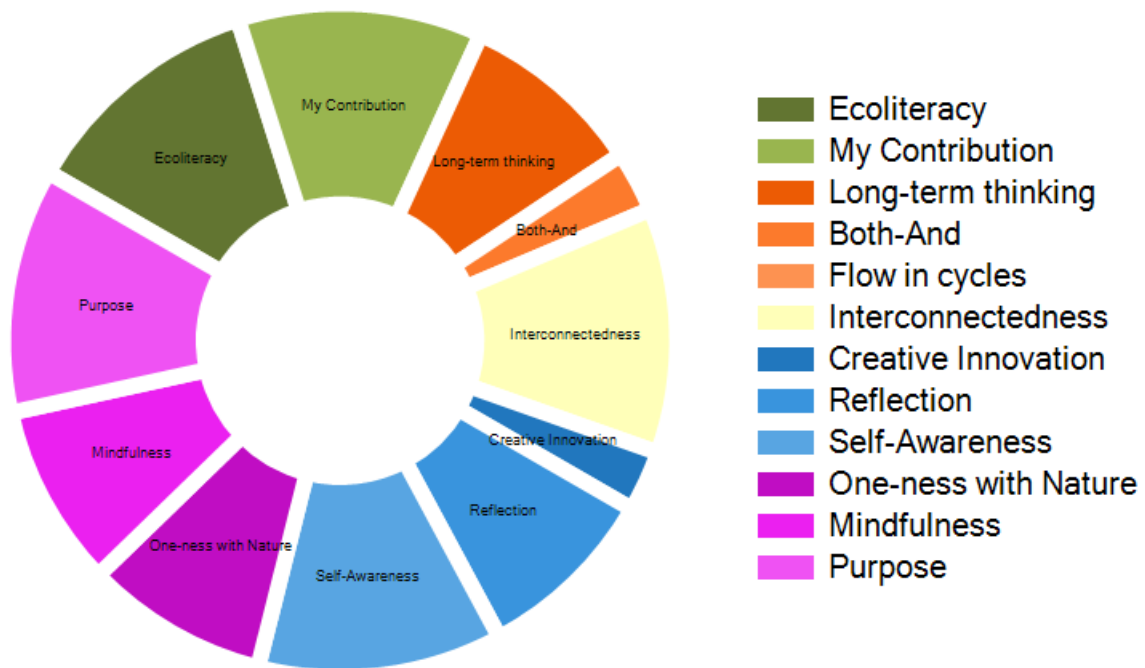 My Contribution
Ecoliteracy
Long-term thinking
Both-And
Purpose
Interconnectedness
Mindfulness
Creative Innovation
Reflection
One-ness with Nature
Self-Awareness
Ecoliteracy
My Contribution
Long-term thinking
Both-And
Flow in cycles
Interconnectedness
Creative Innovation
Reflection
Self-Awareness
One-ness with Nature
Mindfulness
Purpose